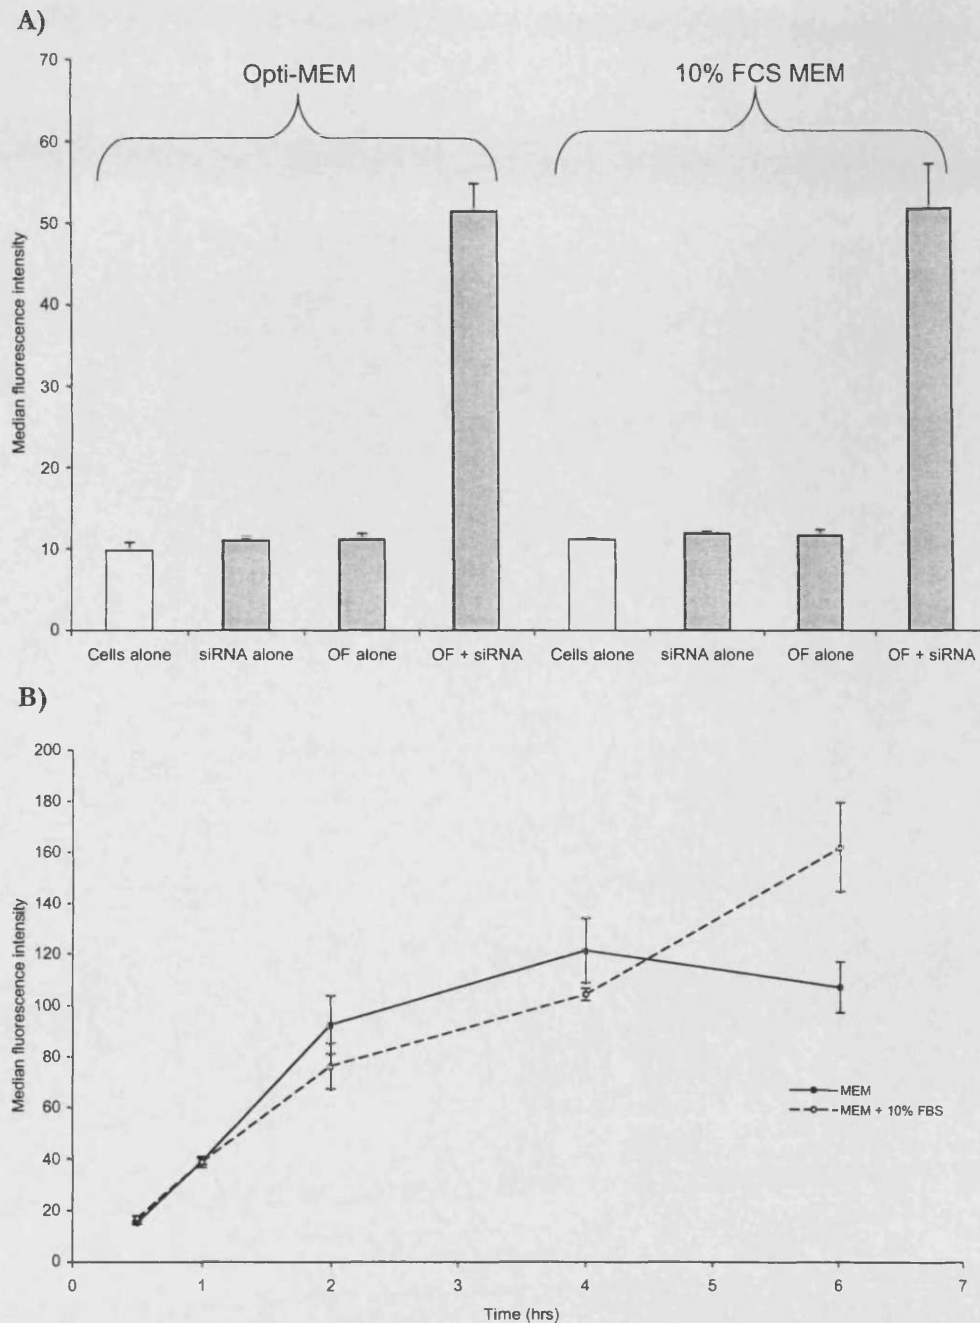 A)
Opti-MEM
10% FCS MEM
70
60
50
40
30
20
10
0
Median fluorescence intensity
Cells alone siRNA alone OF alone OF + siRNA Cells alone siRNA alone OF alone OF + siRNA
B)
200
180
160
140
120
100
80
60
40
20
0
Median fluorescence intensity
MEM
MEM + 10% FBS
0 1 2 3 4 5 6 7
Time (hrs)